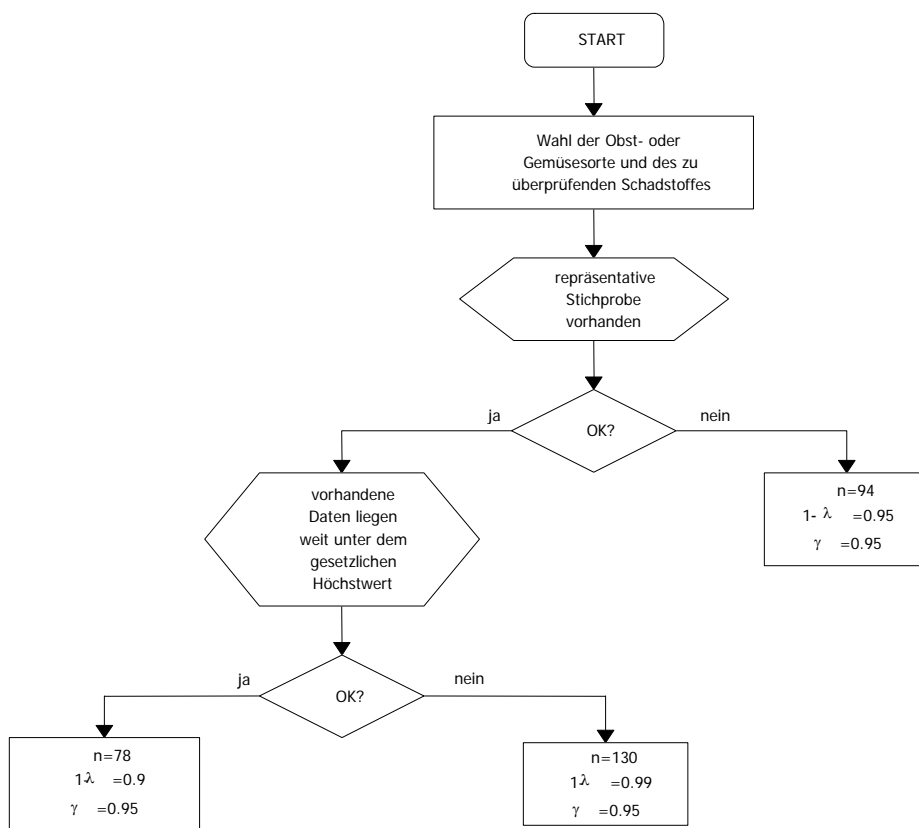 START
Wahl der Obst- oder
Gemüsesorte und des zu
überprüfenden Schadstoffes
repräsentative
Stichprobe
vorhanden
ja
OK?
nein
vorhandene
Daten liegen
weit unter dem
gesetzlichen
Höchstwert
n=94
1- λ =0.95
γ =0.95
ja
OK?
nein
n=78
1-λ =0.9
γ =0.95
n=130
1λ =0.99
γ =0.95